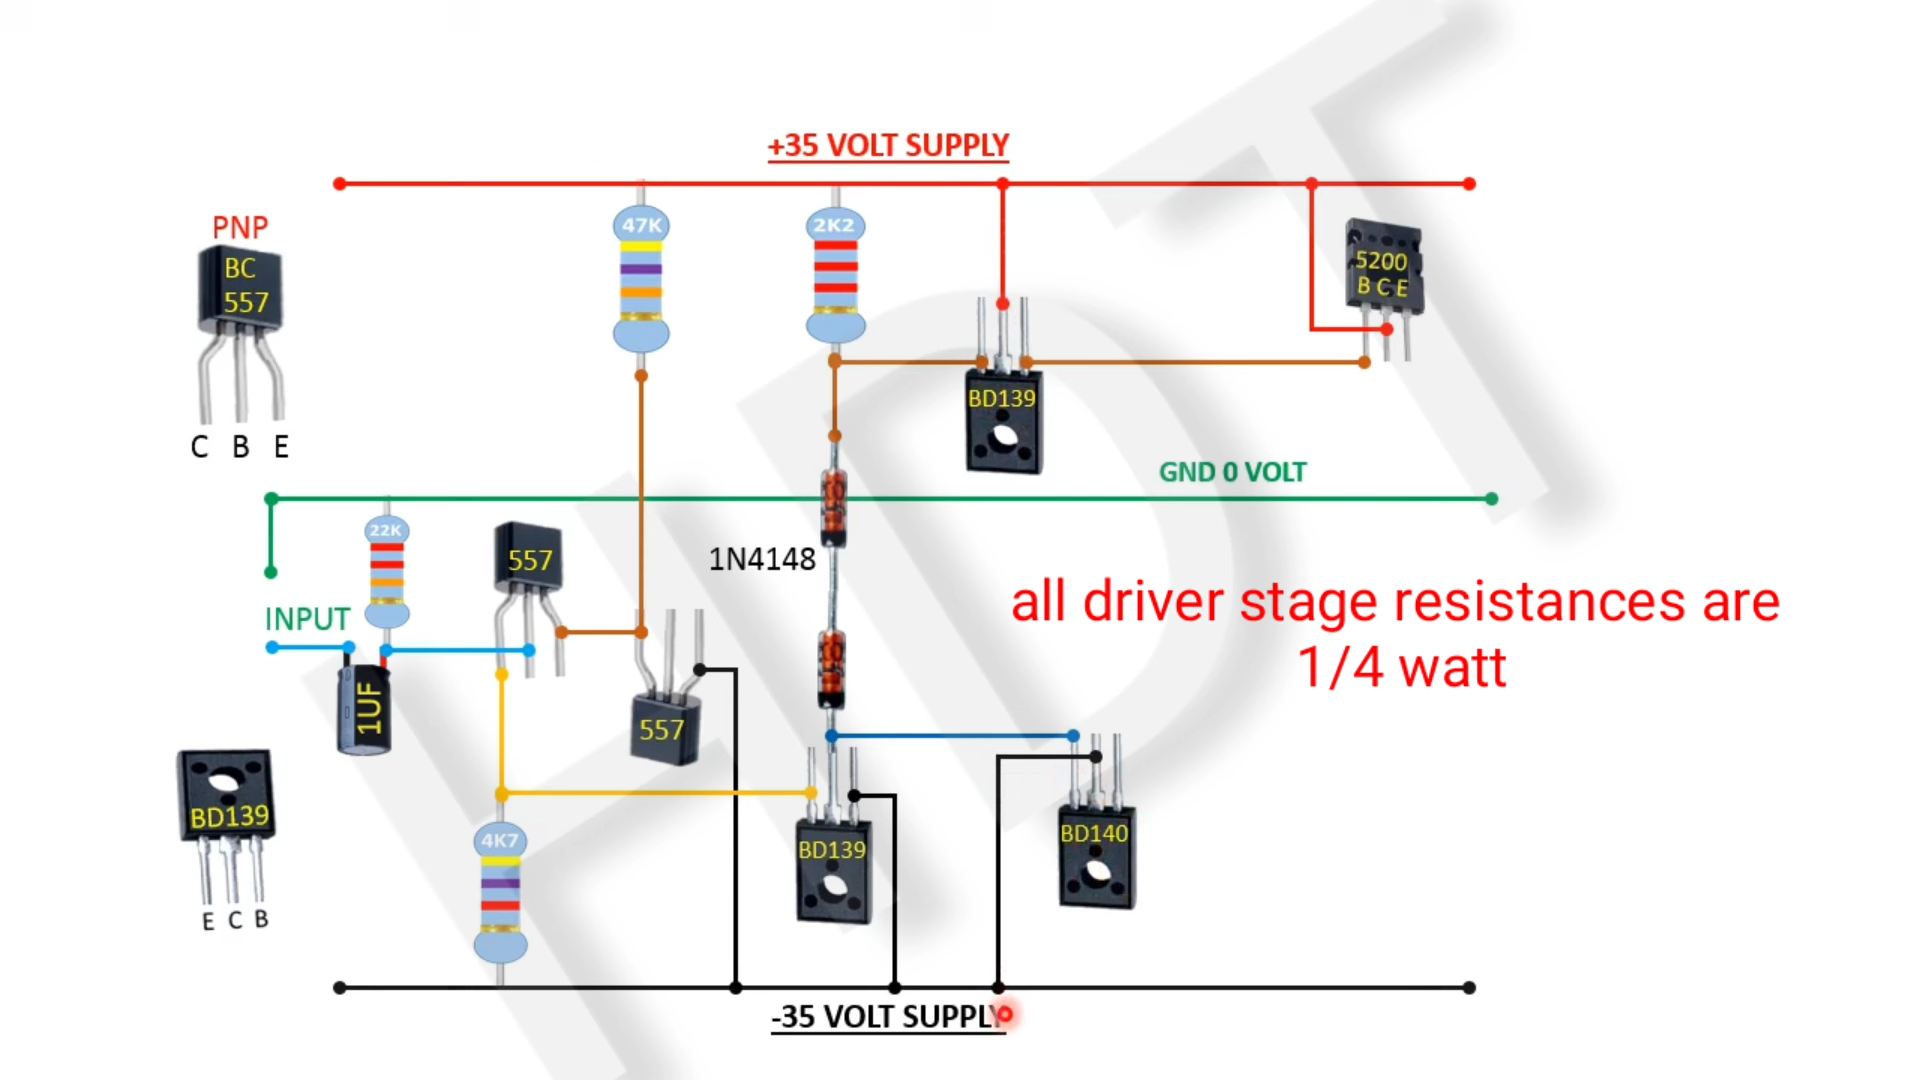 +35 VOLT SUPPLY
PNP
BC
557
C B E
47K
2K2
5200
B C E
BD139
GND 0 VOLT
22K
557
1N4148
INPUT
1UF
557
all driver stage resistances are
1/4 watt
BD139
E C B
4K7
BD139
BD140
-35 VOLT SUPPLY
HDT